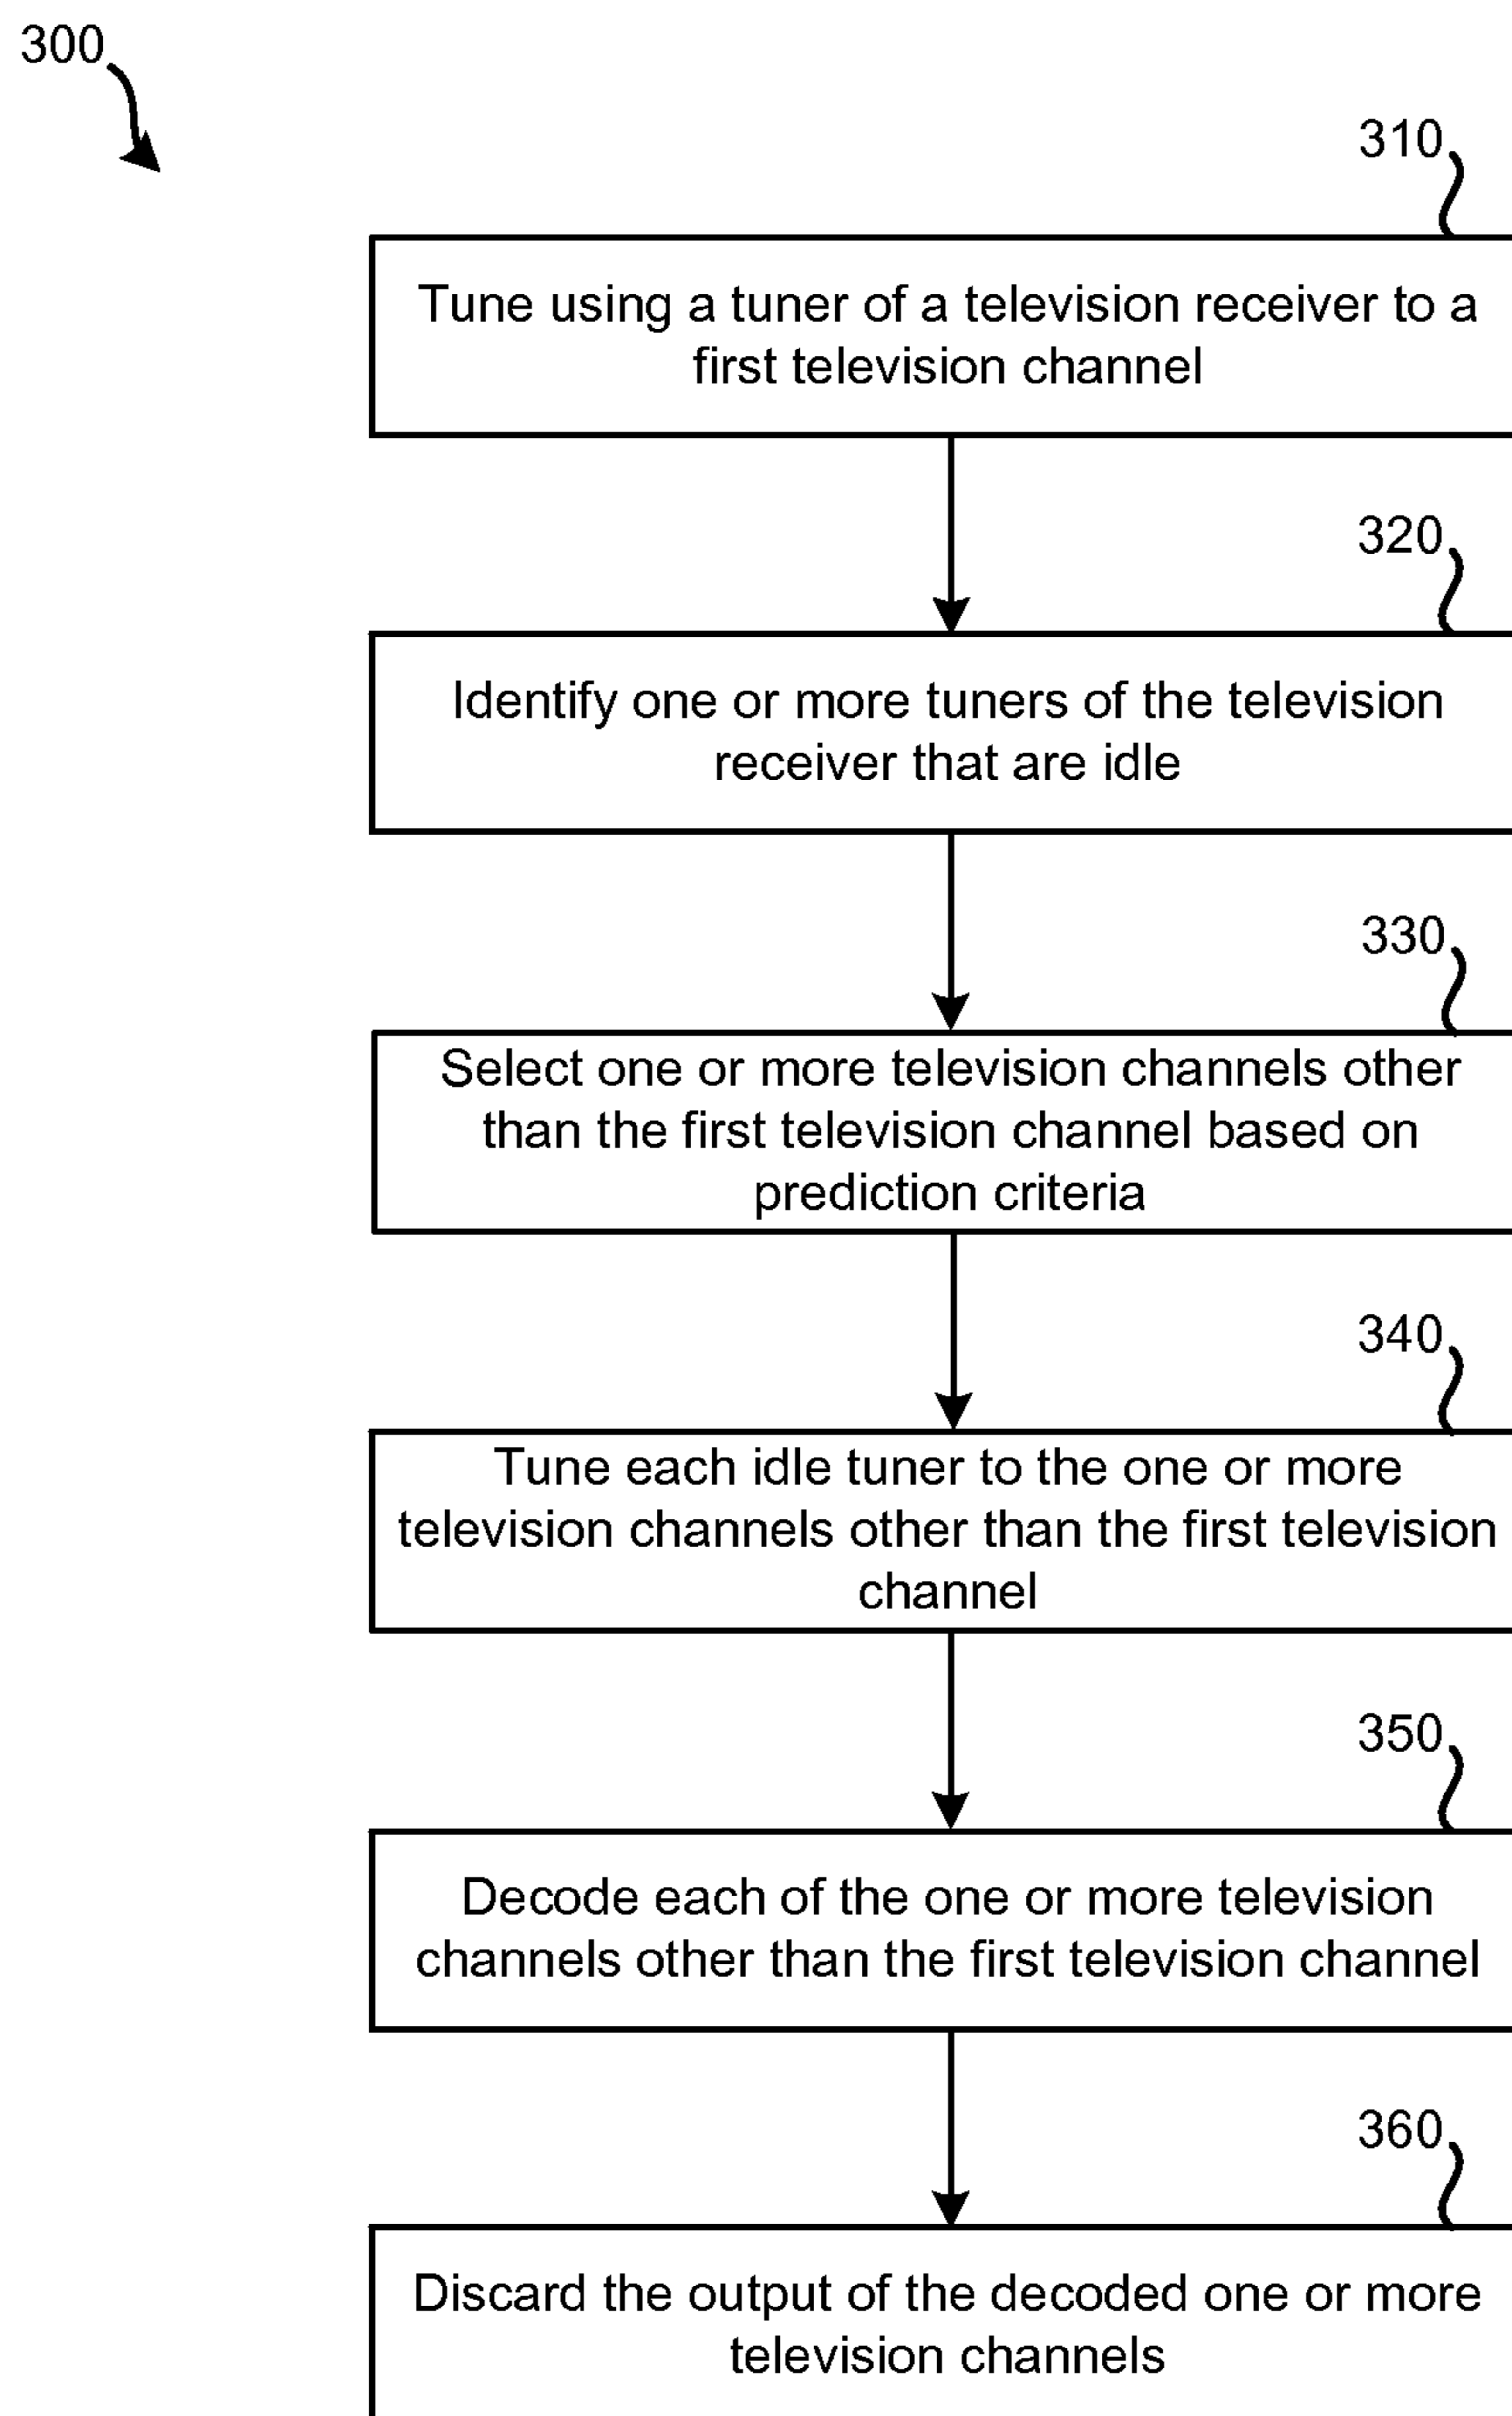 300
310
Tune using a tuner of a television receiver to a
first television channel
320
Identify one or more tuners of the television
receiver that are idle
330
Select one or more television channels other
than the first television channel based on
prediction criteria
340
Tune each idle tuner to the one or more
television channels other than the first television
channel
350
Decode each of the one or more television
channels other than the first television channel
360
Discard the output of the decoded one or more
television channels